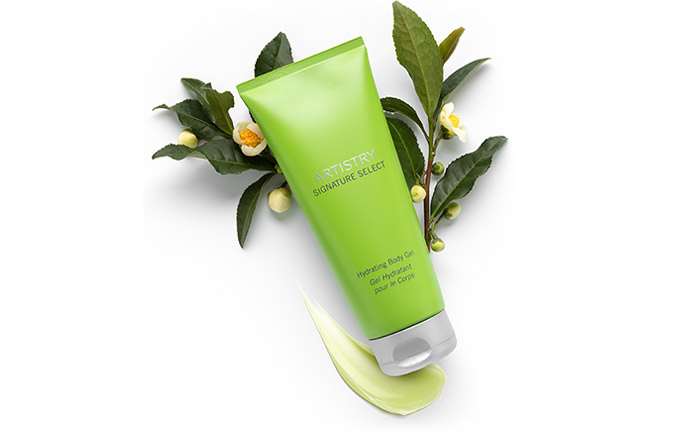 ARTISTRY
SIGNATURE SELECT
Hydrating Body Gel
Gel Hydratant
pour le Corps